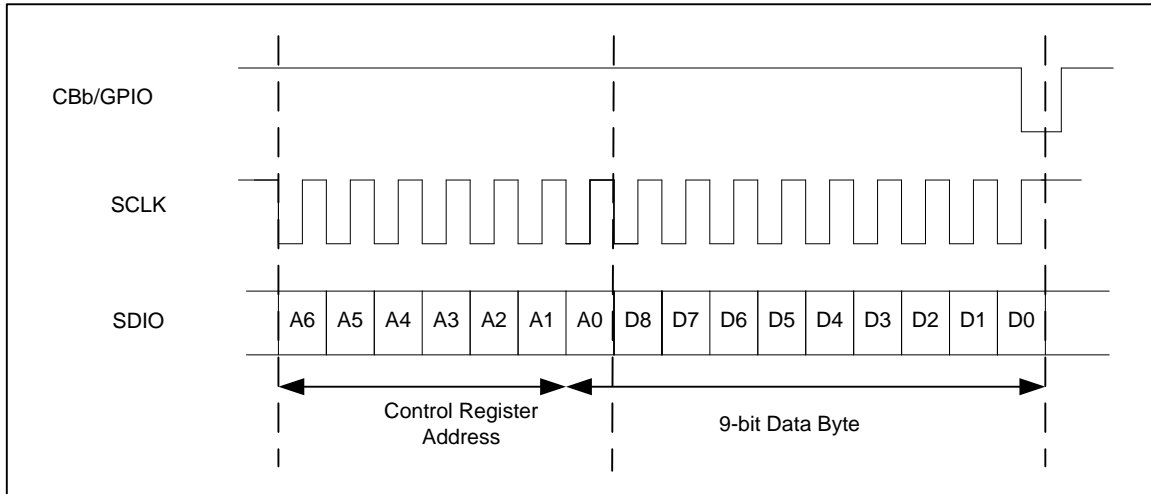 CBb/GPIO
SCLK
SDIO
A6 A5 A4 A3 A2 A1 A0 D8 D7 D6 D5 D4 D3 D2 D1 D0
Control Register
Address
9-bit Data Byte